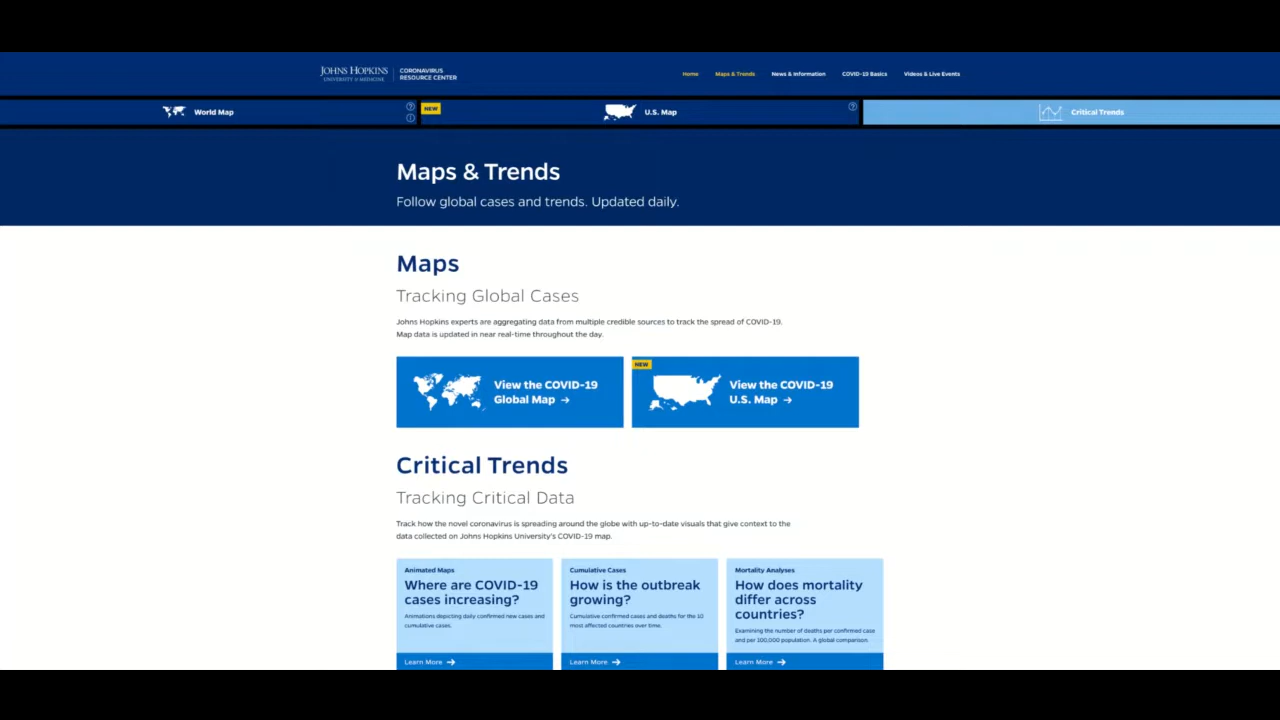 JOHNS HOPKINS
UNIVERSITY & MEDICINE
CORONAVIRUS
RESOURCE CENTER
Home
Maps & Trends
News & Information
COVID-19 Basics
Videos & Live Events
World Map
NEW
U.S. Map
Critical Trends
Maps & Trends
Follow global cases and trends. Updated daily.
Maps
Tracking Global Cases
Johns Hopkins experts are aggregating data from multiple credible sources to track the spread of COVID-19.
Map data is updated in near real-time throughout the day.
View the COVID-19
Global Map →
NEW
View the COVID-19
U.S. Map →
Critical Trends
Tracking Critical Data
Track how the novel coronavirus is spreading around the globe with up-to-date visuals that give context to the
data collected on Johns Hopkins University's COVID-19 map.
Animated Maps
Where are COVID-19
cases increasing?
Animations depicting daily confirmed new cases and
cumulative cases.
Learn More →
Cumulative Cases
How is the outbreak
growing?
Cumulative confirmed cases and deaths for the 10
most affected countries over time.
Learn More →
Mortality Analyses
How does mortality
differ across
countries?
Examining the number of deaths per confirmed case
and per 100,000 population. A global comparison.
Learn More →